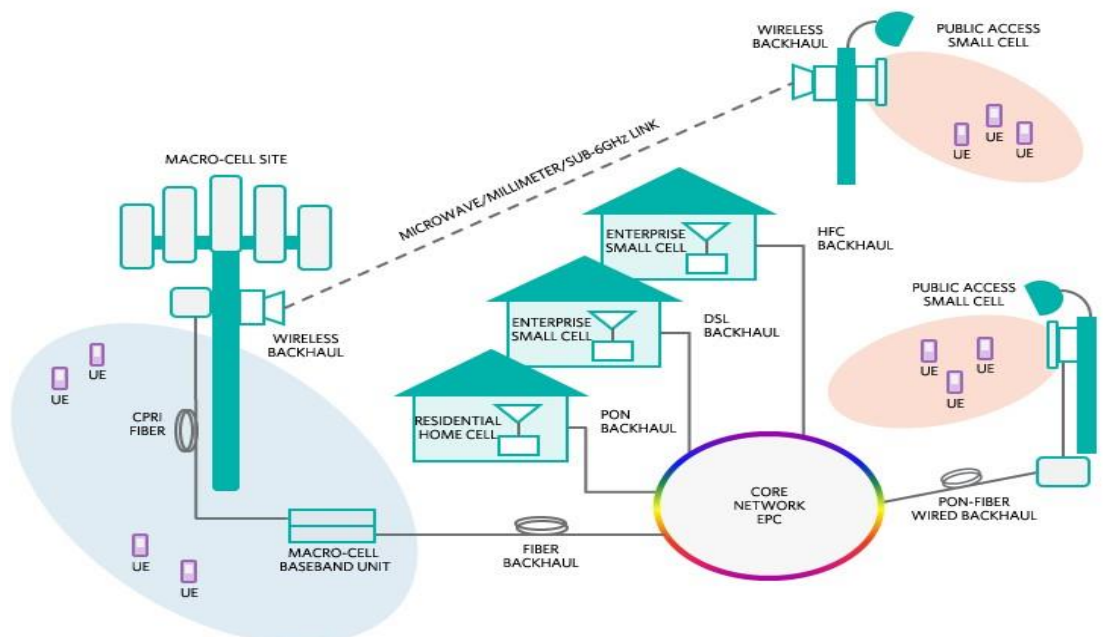 WIRELESS
BACKHAUL
PUBLIC ACCESS
SMALL CELL
UE
UE
UE
MACRO-CELL SITE
MICROWAVE/MILLIMETER/SUB-6GHz LINK
ENTERPRISE
SMALL CELL
HFC
BACKHAUL
PUBLIC ACCESS
SMALL CELL
WIRELESS
BACKHAUL
ENTERPRISE
SMALL CELL
DSL
BACKHAUL
UE
UE
UE
UE
UE
CPRI
FIBER
RESIDENTIAL
HOME CELL
PON
BACKHAUL
CORE
NETWORK
EPC
PON-FIBER
WIRED BACKHAUL
MACRO-CELL
BASEBAND UNIT
FIBER
BACKHAUL
UE
UE